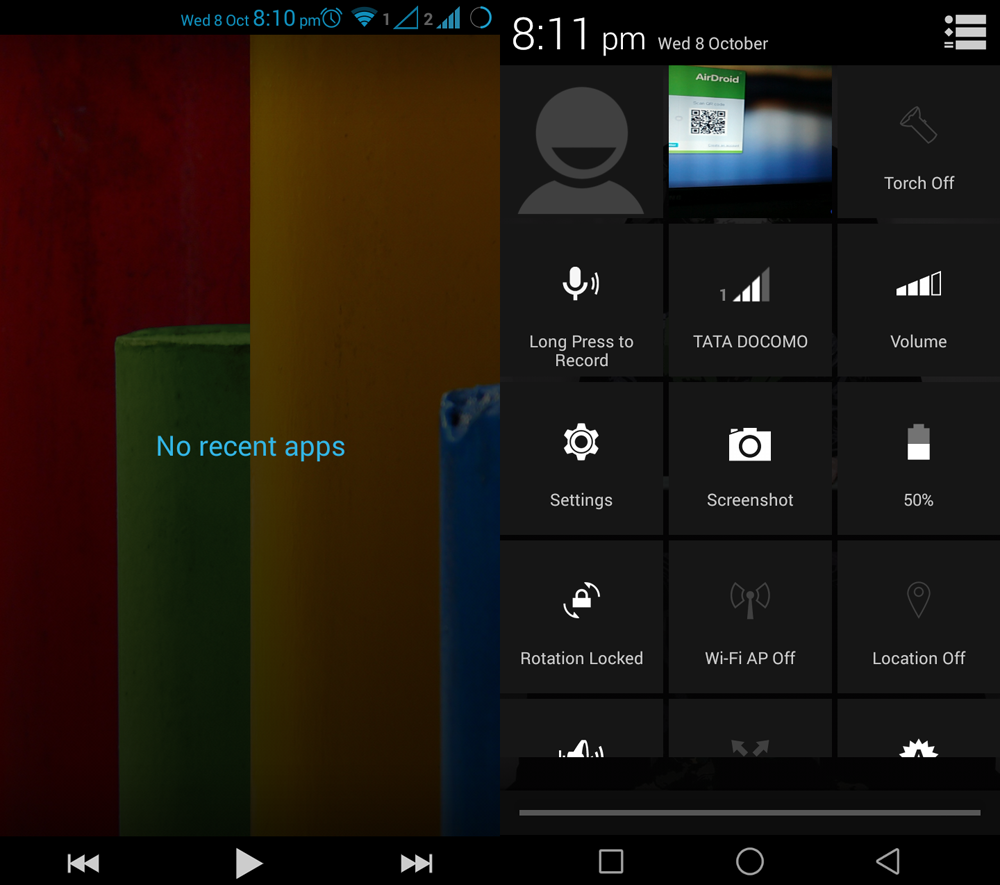 Wed 8 Oct 8:10 pm 1 2
No recent apps
8:11 pm Wed 8 October
AirDroid
Torch Off
Long Press to
Record
1
TATA DOCOMO
Volume
Settings
Screenshot
50%
Rotation Locked
Wi-Fi AP Off
Location Off